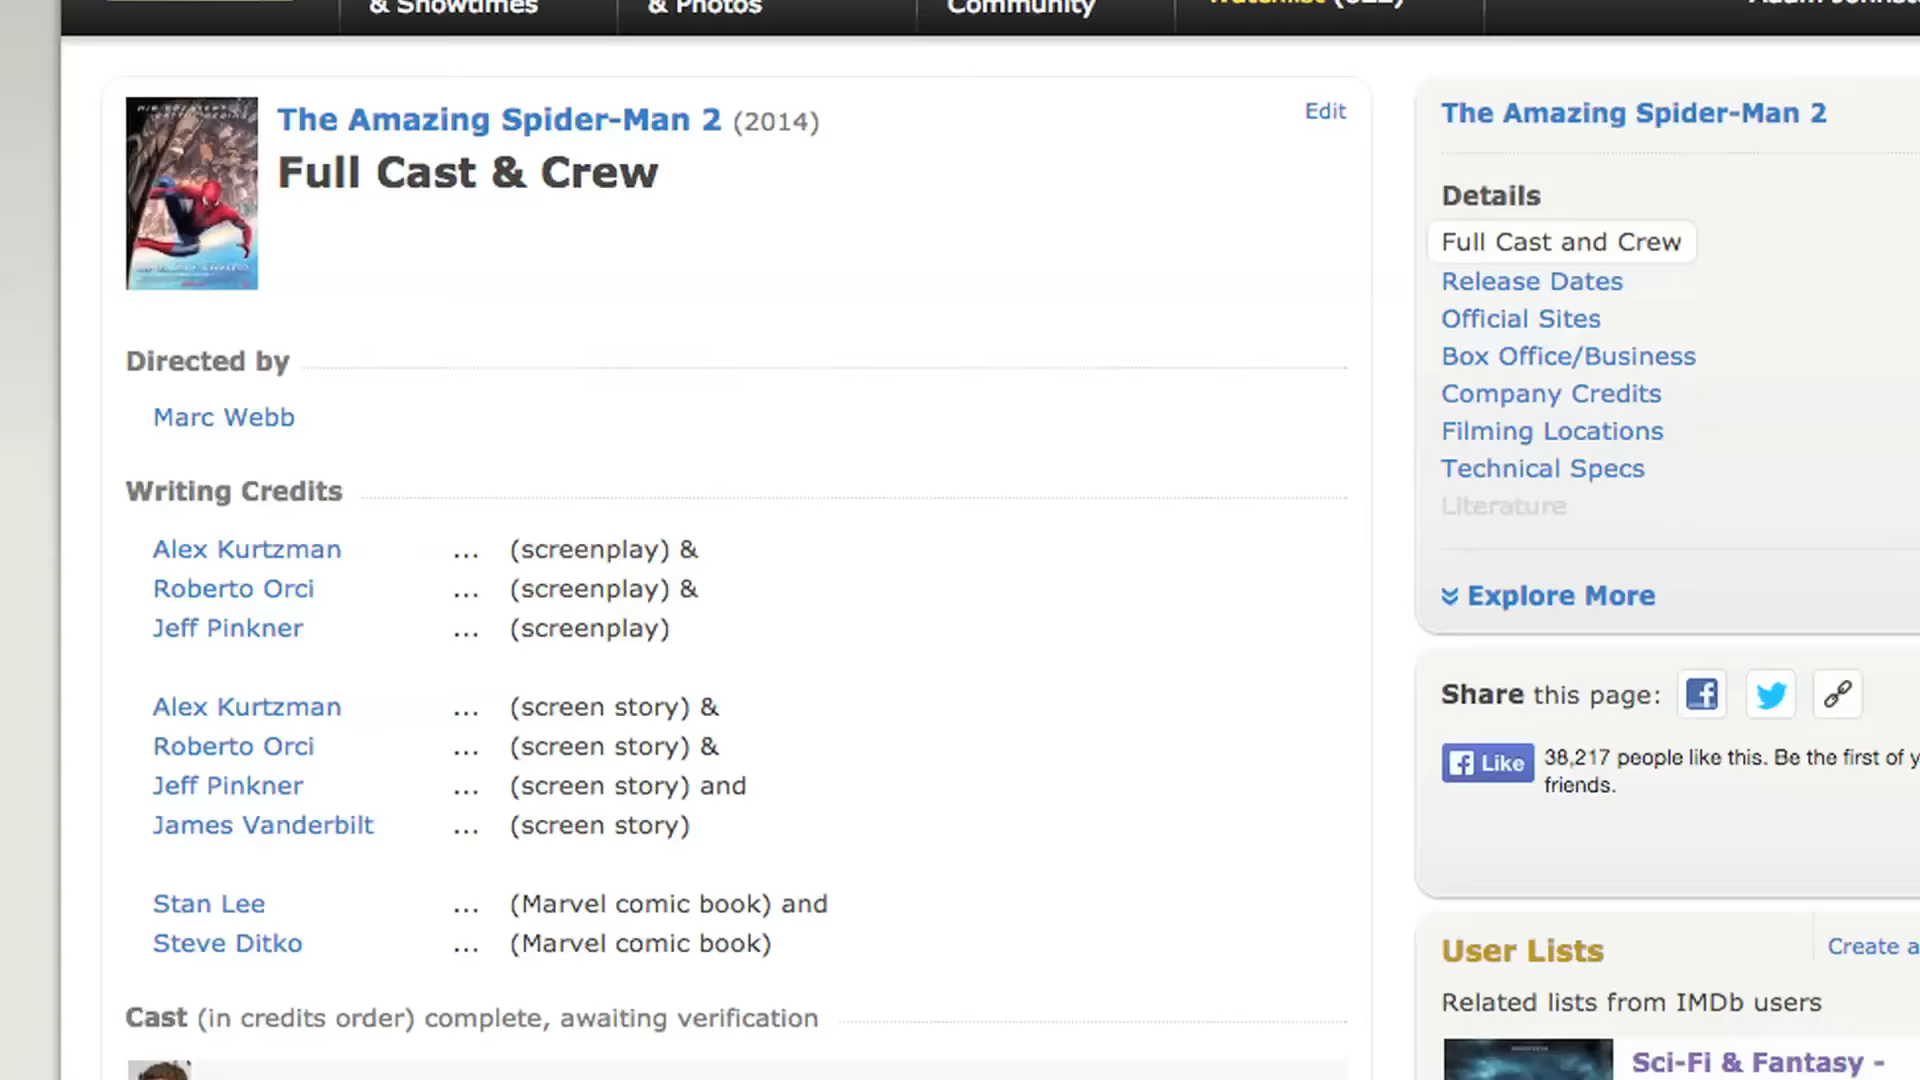 & Showtimes
& Photos
Community
The Amazing Spider-Man 2 (2014)
Edit
Full Cast & Crew
Directed by
Marc Webb
Writing Credits
Alex Kurtzman ... (screenplay) &
Roberto Orci ... (screenplay) &
Jeff Pinkner ... (screenplay)
Alex Kurtzman ... (screen story) &
Roberto Orci ... (screen story) &
Jeff Pinkner ... (screen story) and
James Vanderbilt ... (screen story)
Stan Lee ... (Marvel comic book) and
Steve Ditko ... (Marvel comic book)
Cast (in credits order) complete, awaiting verification
The Amazing Spider-Man 2
Details
Full Cast and Crew
Release Dates
Official Sites
Box Office/Business
Company Credits
Filming Locations
Technical Specs
Literature
Explore More
Share this page:
Like
38,217 people like this. Be the first of y
friends.
User Lists
Create a
Related lists from IMDb users
Sci-Fi & Fantasy -